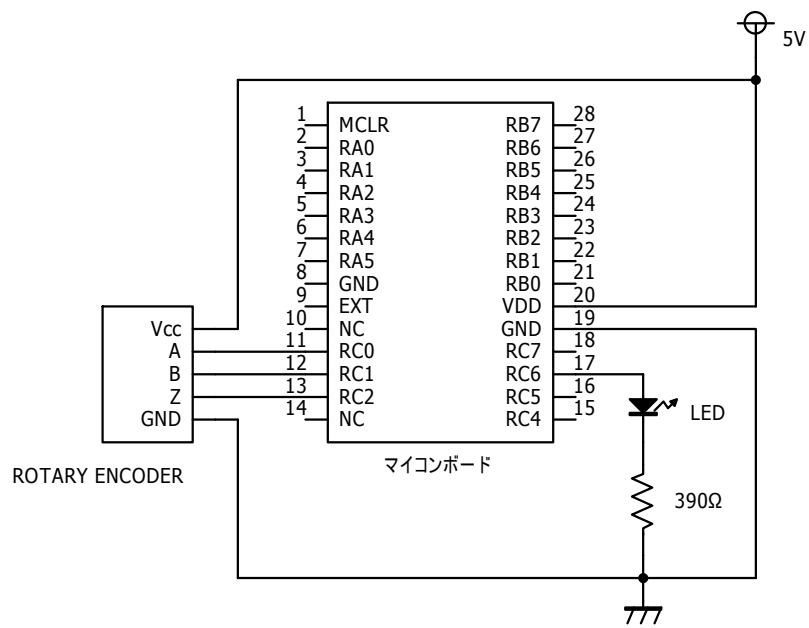 5V
1 MCLR RB7 28
2 RA0 RB6 27
3 RA1 RB5 26
4 RA2 RB4 25
5 RA3 RB3 24
6 RA4 RB2 23
7 RA5 RB1 22
8 GND RB0 21
9 EXT VDD 20
Vcc 10 NC GND 19
A 11 RC0 RC7 18
B 12 RC1 RC6 17
Z 13 RC2 RC5 16
GND 14 NC RC4 15
LED
マイコンボード
ROTARY ENCODER
390Ω